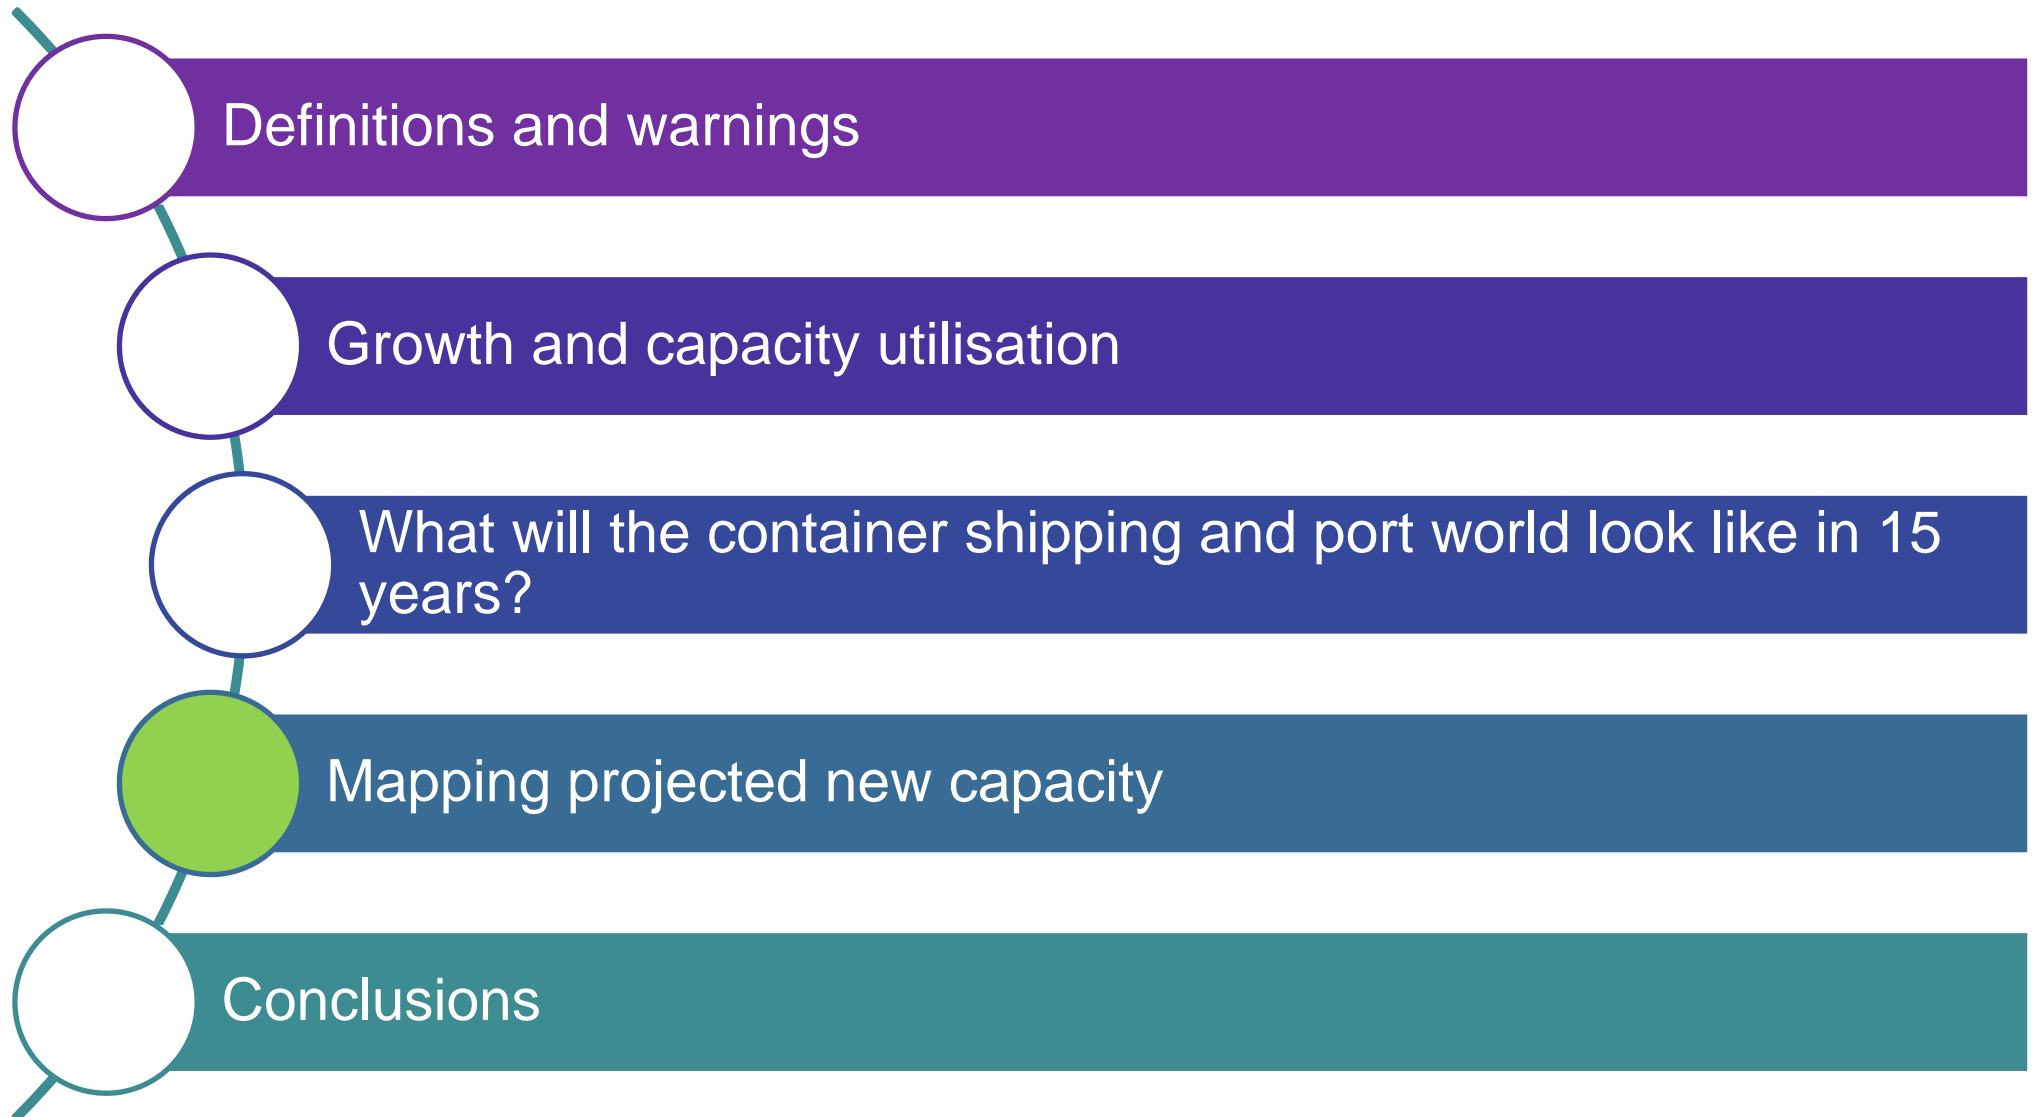 Definitions and warnings
Growth and capacity utilisation
What will the container shipping and port world look like in 15
years?
Mapping projected new capacity
Conclusions